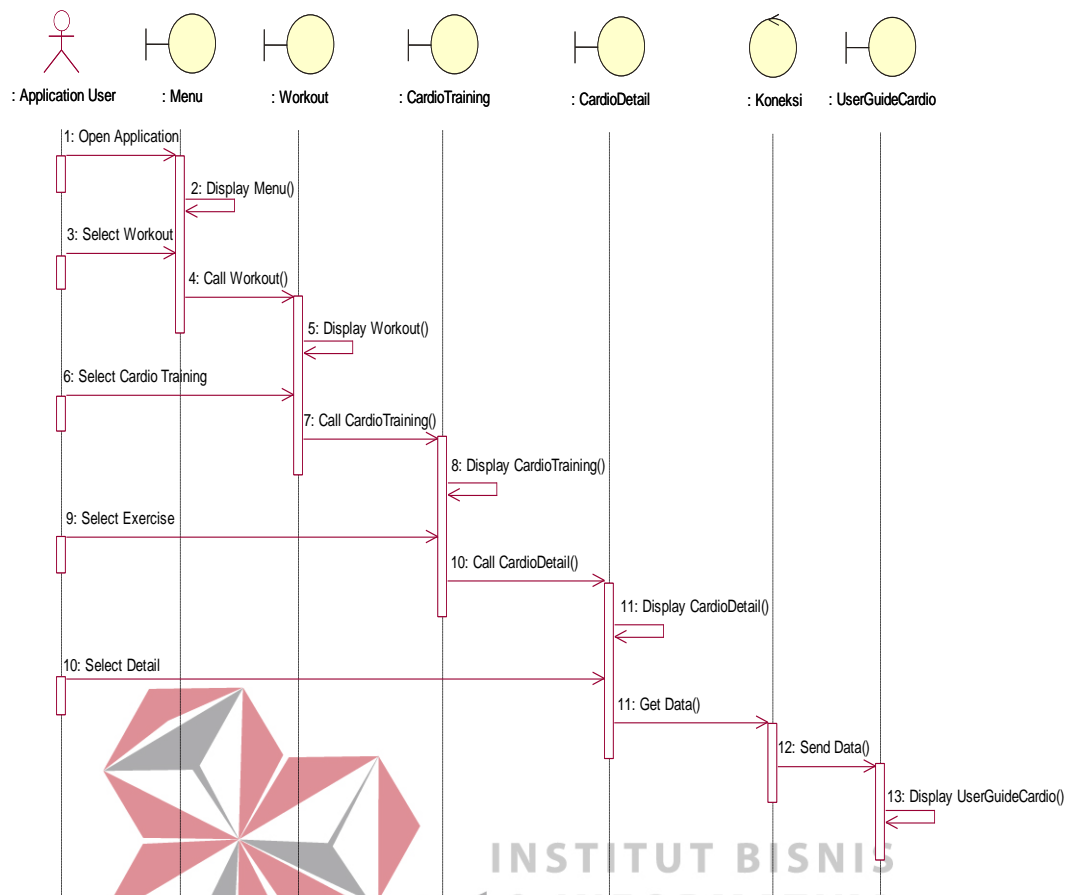 : Application User
: Menu
: Workout
: CardioTraining
: CardioDetail
: Koneksi
: UserGuideCardio
1: Open Application
2: Display Menu()
3: Select Workout
4: Call Workout()
5: Display Workout()
6: Select Cardio Training
7: Call CardioTraining()
8: Display CardioTraining()
9: Select Exercise
10: Call CardioDetail()
11: Display CardioDetail()
10: Select Detail
11: Get Data()
12: Send Data()
13: Display UserGuideCardio()
INSTITUT BISNIS